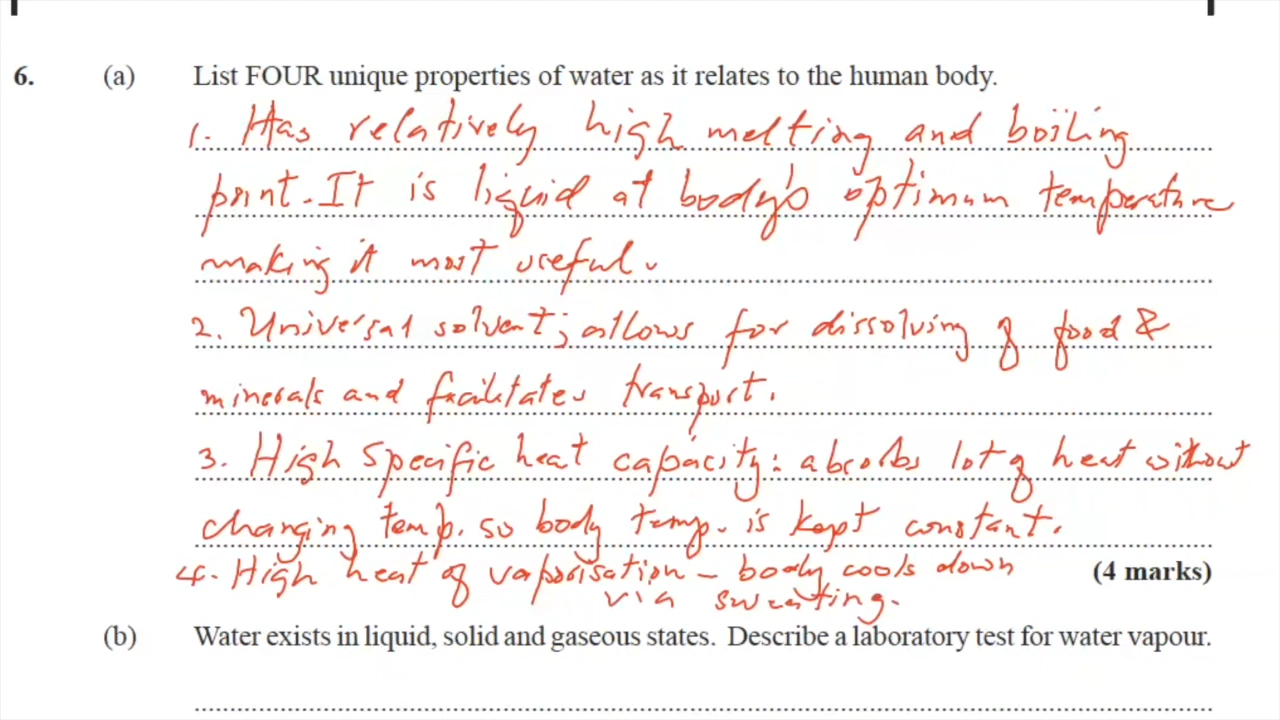 6. (a) List FOUR unique properties of water as it relates to the human body.
1. Has relatively high melting and boiling
point. It is liquid at body's optimum temperature
making it most useful.
2. Universal solvent; allows for dissolving of food &
minerals and facilitates transport.
3. High specific heat capacity: absorbs lot of heat without
changing temp. so body temp. is kept constant.
4. High heat of vaporisation - body cools down
via sweating.
(4 marks)
(b) Water exists in liquid, solid and gaseous states. Describe a laboratory test for water vapour.